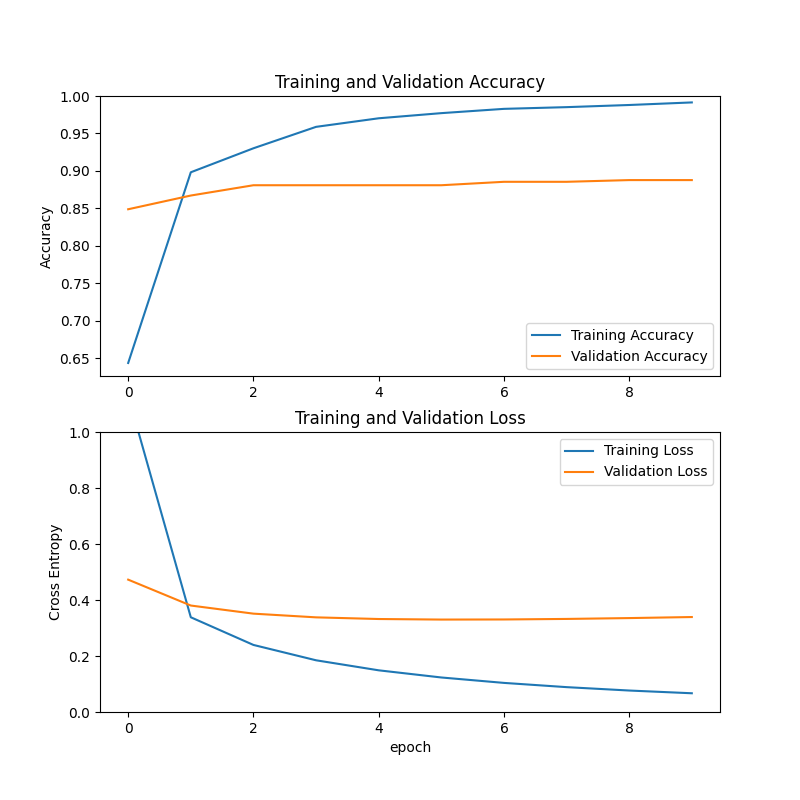 Training and Validation Accuracy
1.00
0.95
0.90
0.85
0.80
0.75
0.70
0.65
Accuracy
Training Accuracy
Validation Accuracy
0 2 4 6 8
Training and Validation Loss
1.0
0.8
0.6
0.4
0.2
0.0
Cross Entropy
Training Loss
Validation Loss
0 2 4 6 8
epoch